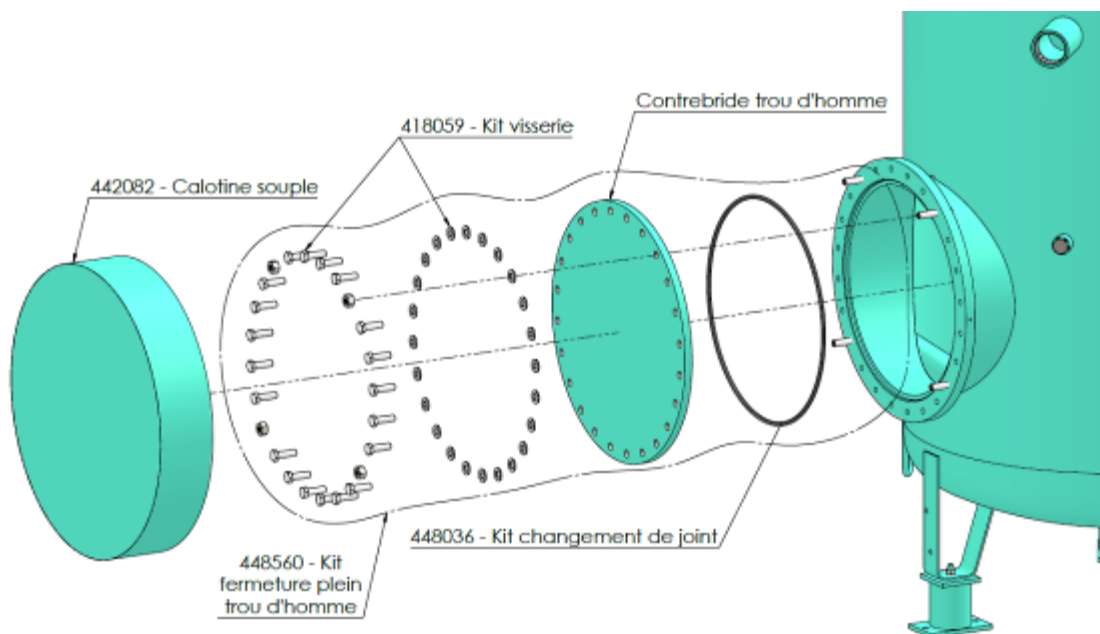 Contrebride trou d'homme
418059 - Kit visserie
442082 - Calotine souple
448036 - Kit changement de joint
448560 - Kit
fermeture plein
trou d'homme